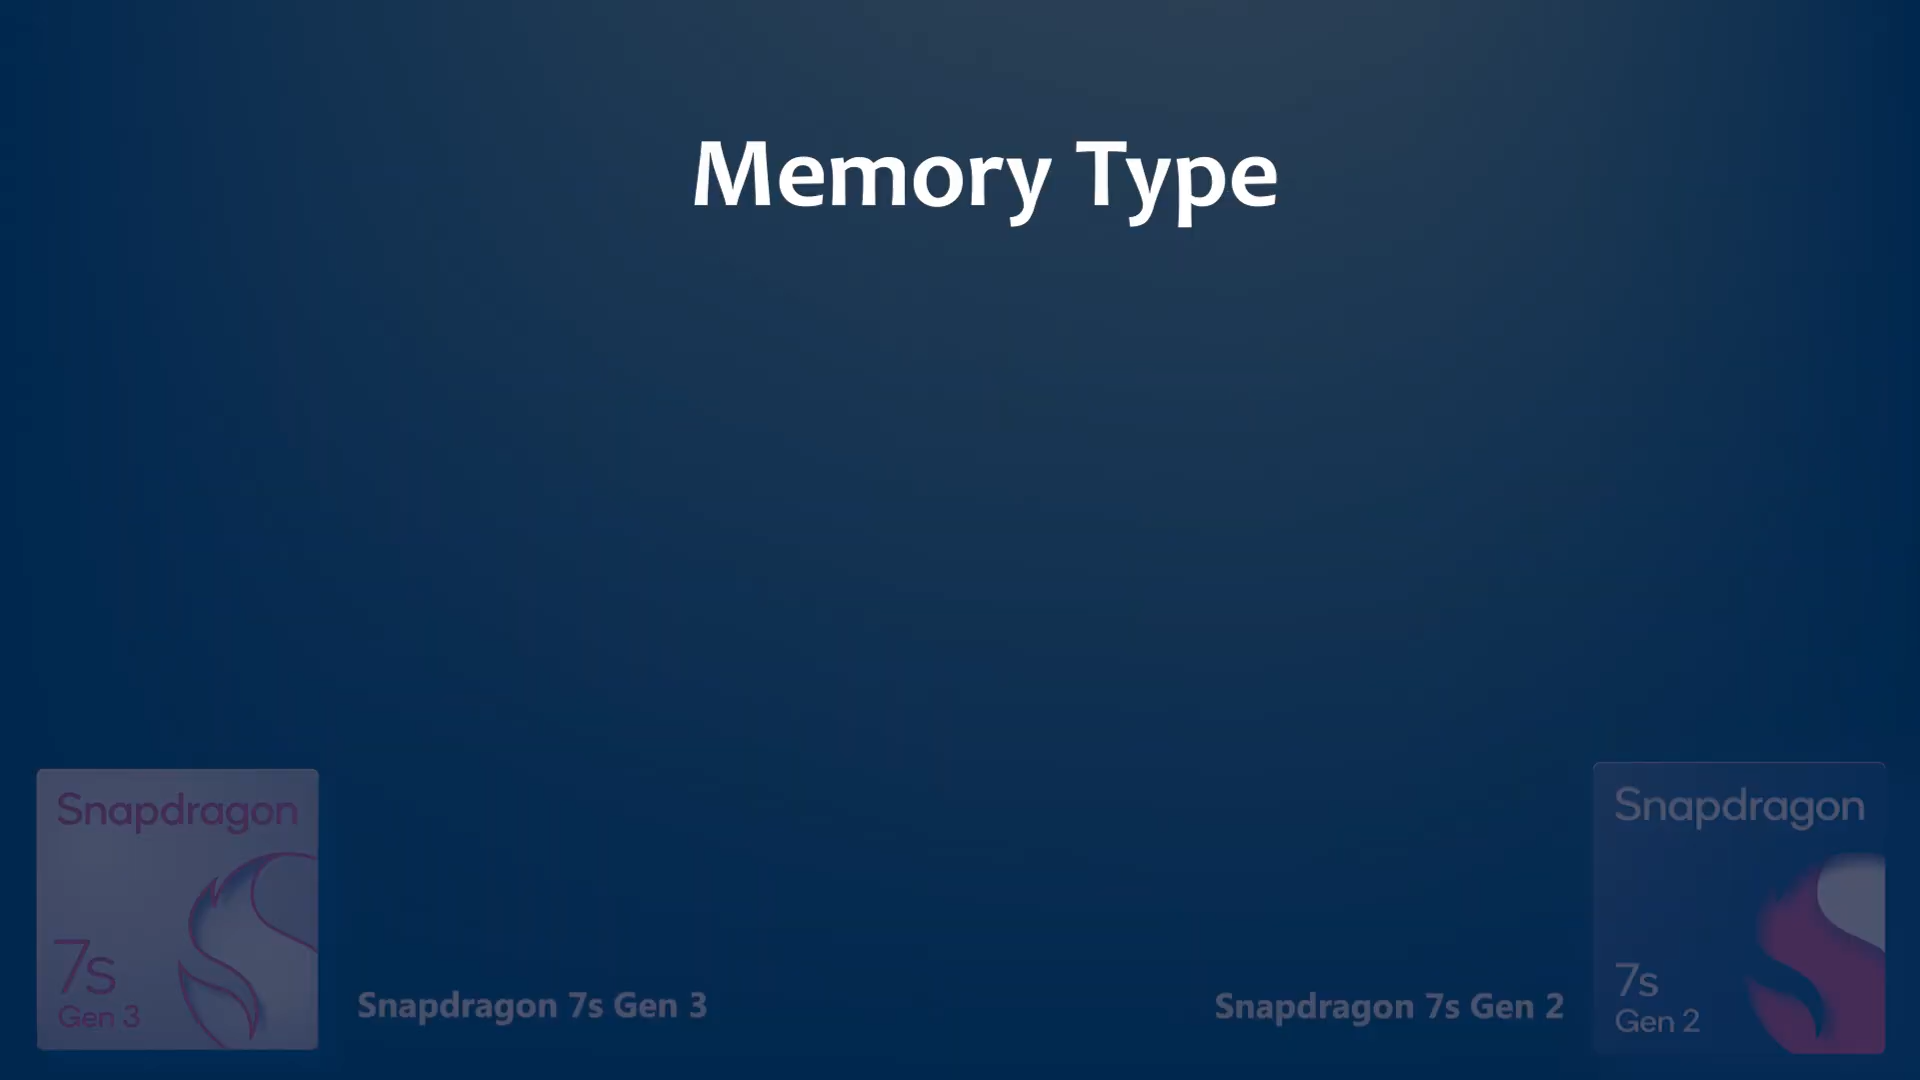 Memory Type
Snapdragon
7s
Gen 3
Snapdragon 7s Gen 3
Snapdragon 7s Gen 2
Snapdragon
7s
Gen 2